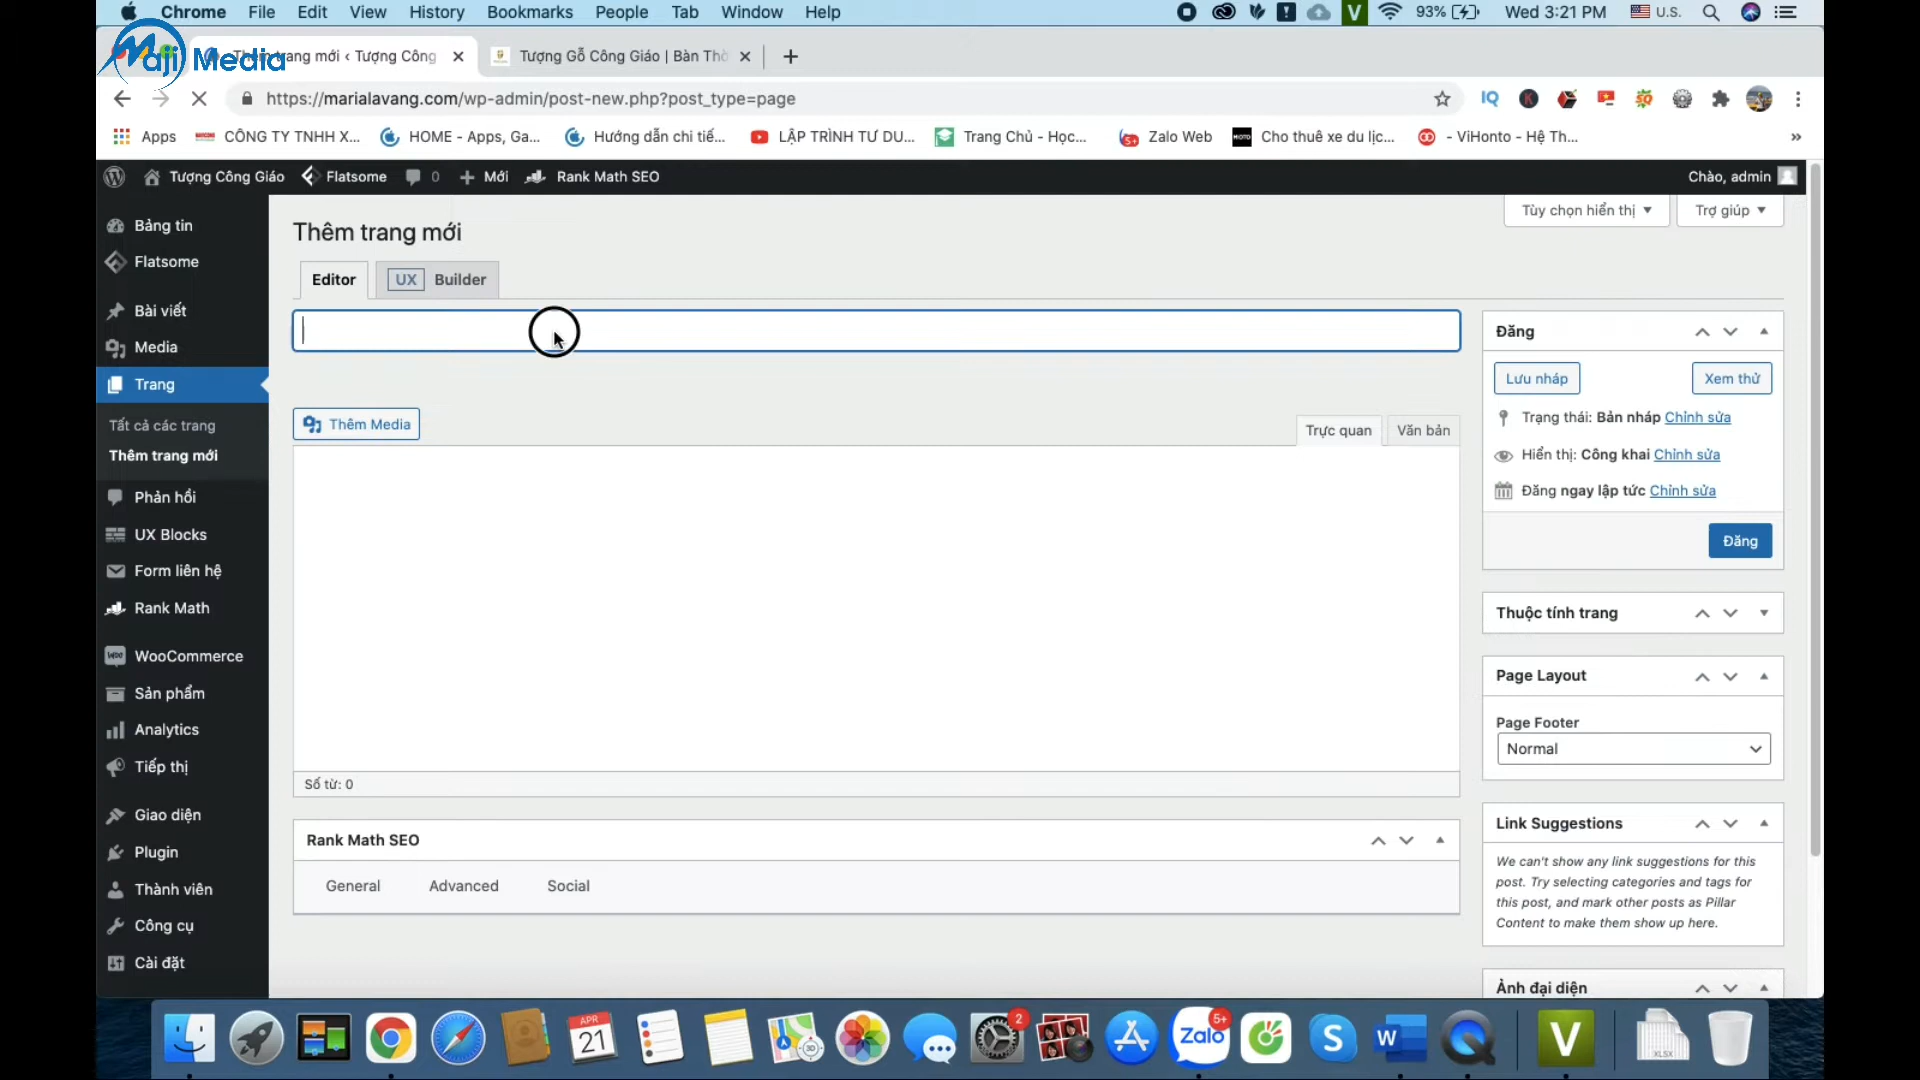 Chrome File Edit View History Bookmarks People Tab Window Help
V 93% Wed 3:21 PM U.S.
Maji Media
trang mới ‹ Tượng Công
Tượng Gỗ Công Giáo | Bàn Thờ
https://marialavang.com/wp-admin/post-new.php?post_type=page
Apps CÔNG TY TNHH X... HOME - Apps, Ga... Hướng dẫn chi tiế... LẬP TRÌNH TƯ DU... Trang Chủ - Học... Zalo Web Cho thuê xe du lịc... - ViHonto - Hệ Th... »
Tượng Công Giáo Flatsome 0 Mới Rank Math SEO Chào, admin
Tùy chọn hiển thị Trợ giúp
Bảng tin
Flatsome
Bài viết
Media
Trang
Tất cả các trang
Thêm trang mới
Phản hồi
UX Blocks
Form liên hệ
Rank Math
WooCommerce
Sản phẩm
Analytics
Tiếp thị
Giao diện
Plugin
Thành viên
Công cụ
Cài đặt
Thêm trang mới
Editor UX Builder
Thêm Media
Trực quan Văn bản
Số từ: 0
Rank Math SEO
General Advanced Social
Đăng
Lưu nháp Xem thử
Trạng thái: Bản nháp Chỉnh sửa
Hiển thị: Công khai Chỉnh sửa
Đăng ngay lập tức Chỉnh sửa
Đăng
Thuộc tính trang
Page Layout
Page Footer
Normal
Link Suggestions
We can't show any link suggestions for this
post. Try selecting categories and tags for
this post, and mark other posts as Pillar
Content to make them show up here.
Ảnh đại diện
APR
21
3D
2
Zalo
5+
S
W
V
XLSX